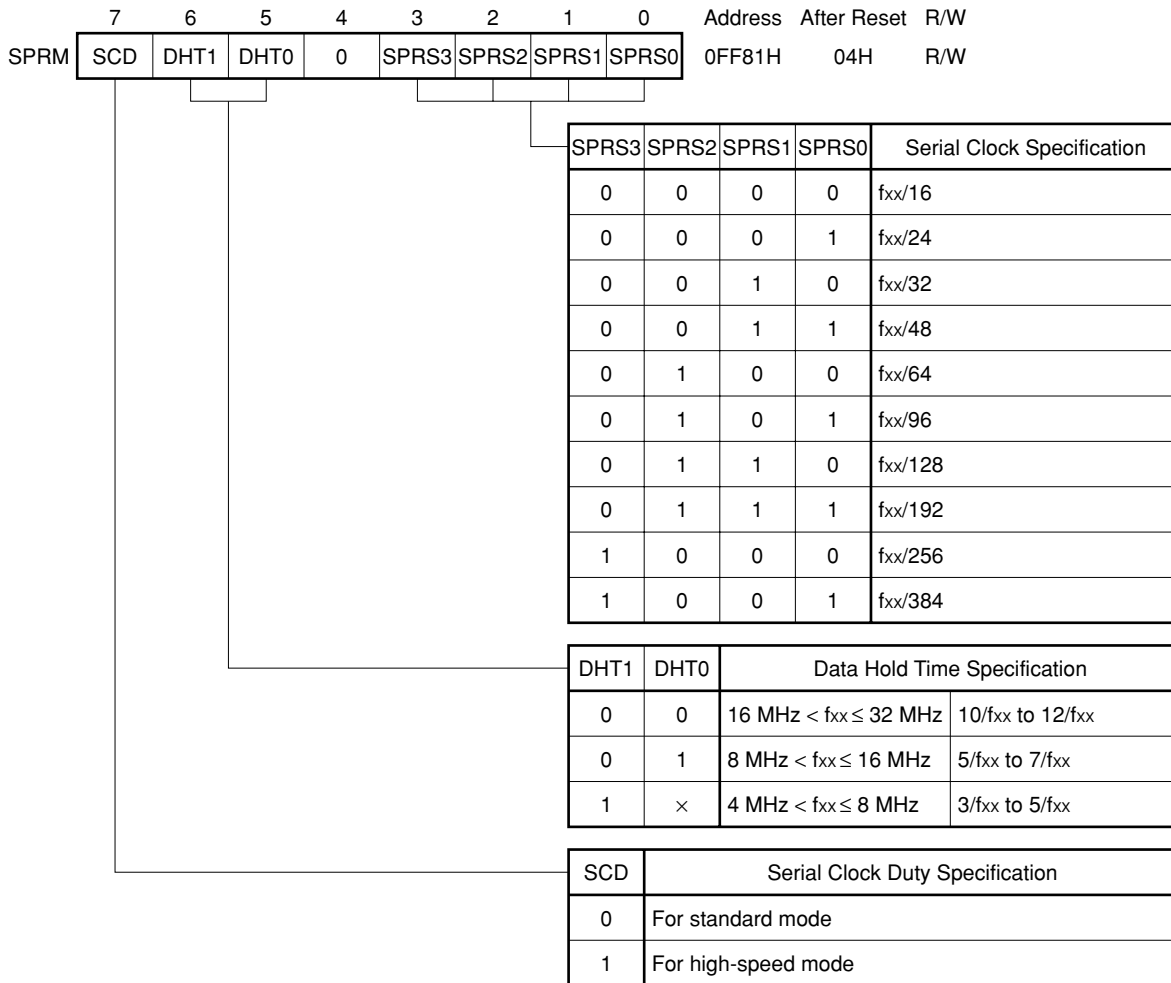 7 6 5 4 3 2 1 0 Address After Reset R/W
SPRM SCD DHT1 DHT0 0 SPRS3 SPRS2 SPRS1 SPRS0 0FF81H 04H R/W
SPRS3 SPRS2 SPRS1 SPRS0 Serial Clock Specification
0 0 0 0 fxx/16
0 0 0 1 fxx/24
0 0 1 0 fxx/32
0 0 1 1 fxx/48
0 1 0 0 fxx/64
0 1 0 1 fxx/96
0 1 1 0 fxx/128
0 1 1 1 fxx/192
1 0 0 0 fxx/256
1 0 0 1 fxx/384
DHT1 DHT0 Data Hold Time Specification
0 0 16 MHz < fxx ≤ 32 MHz 10/fxx to 12/fxx
0 1 8 MHz < fxx ≤ 16 MHz 5/fxx to 7/fxx
1 × 4 MHz < fxx ≤ 8 MHz 3/fxx to 5/fxx
SCD Serial Clock Duty Specification
0 For standard mode
1 For high-speed mode